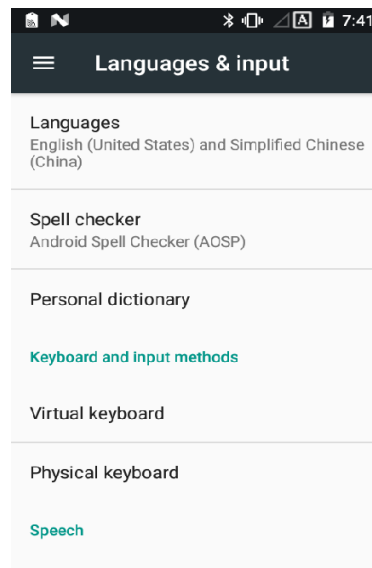 A 7:41
Languages & input
Languages
English (United States) and Simplified Chinese
(China)
Spell checker
Android Spell Checker (AOSP)
Personal dictionary
Keyboard and input methods
Virtual keyboard
Physical keyboard
Speech